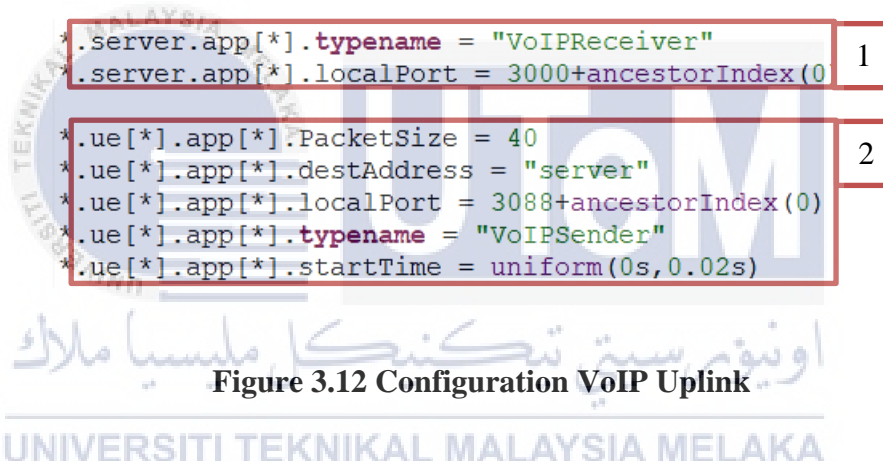 *.server.app[*].typename = "VoIPReceiver"
*.server.app[*].localPort = 3000+ancestorIndex(0)
1
*.ue[*].app[*].PacketSize = 40
*.ue[*].app[*].destAddress = "server"
*.ue[*].app[*].localPort = 3088+ancestorIndex(0)
*.ue[*].app[*].typename = "VoIPSender"
*.ue[*].app[*].startTime = uniform(0s,0.02s)
2
UTeM
اونيۏرسيتي تيكنيكل مليسيا ملاك
Figure 3.12 Configuration VoIP Uplink
UNIVERSITI TEKNIKAL MALAYSIA MELAKA